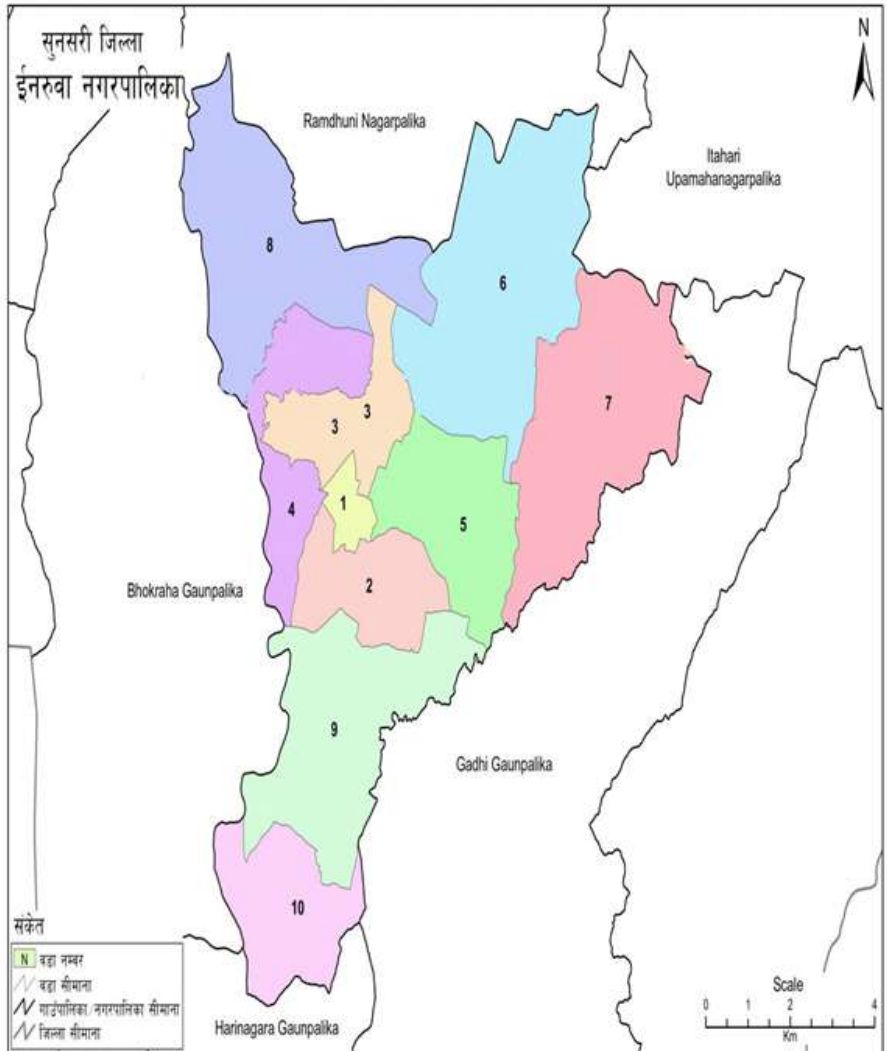 सुनसरी जिल्ला
ईनरुवा नगरपालिका
N
Ramdhuni Nagarpalika
Itahari
Upamahanagarpalika
8
6
7
3
3
4
1
5
2
Bhokraha Gaunpalika
9
Gadhi Gaunpalika
10
Harinagara Gaunpalika
संकेत
N वडा नम्बर
वडा सीमाना
गाउंपालिका/नगरपालिका सीमाना
जिल्ला सीमाना
Scale
0 1 2 4
Km